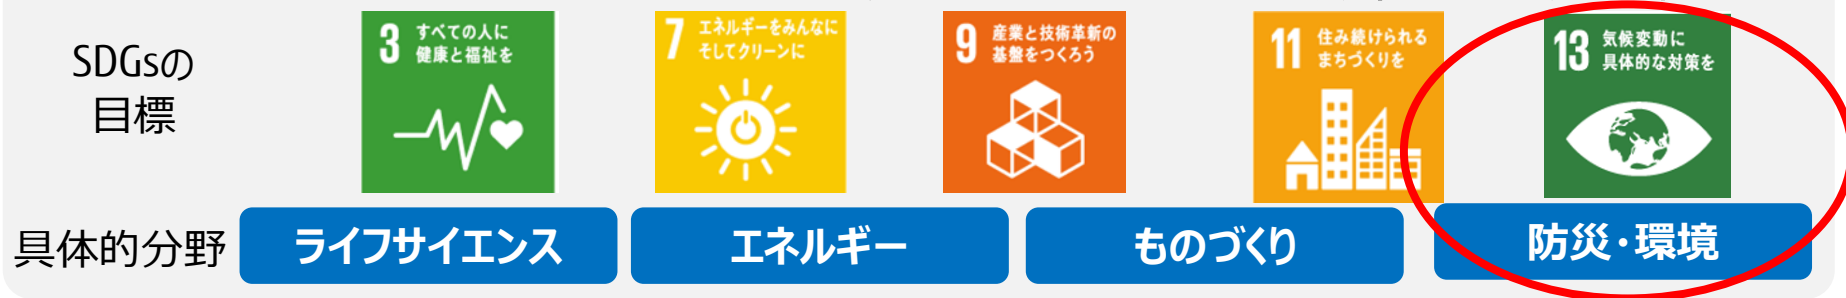 SDGsの
目標
3 すべての人に
健康と福祉を
7 エネルギーをみんなに
そしてクリーンに
9 産業と技術革新の
基盤をつくろう
11 住み続けられる
まちづくりを
13 気候変動に
具体的な対策を
具体的分野
ライフサイエンス
エネルギー
ものづくり
防災・環境